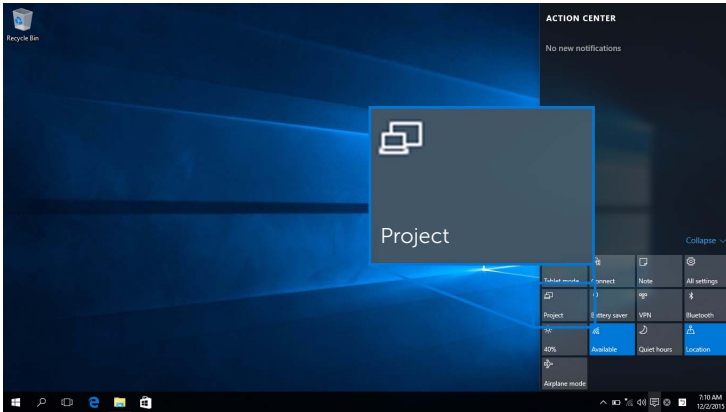 ACTION CENTER
Recycle Bin
No new notifications
Project
Collapse
Tablet mode
Connect
Note
All settings
Project
Battery saver
VPN
Bluetooth
40%
Available
Quiet hours
Location
Airplane mode
7:10 AM
12/2/2015